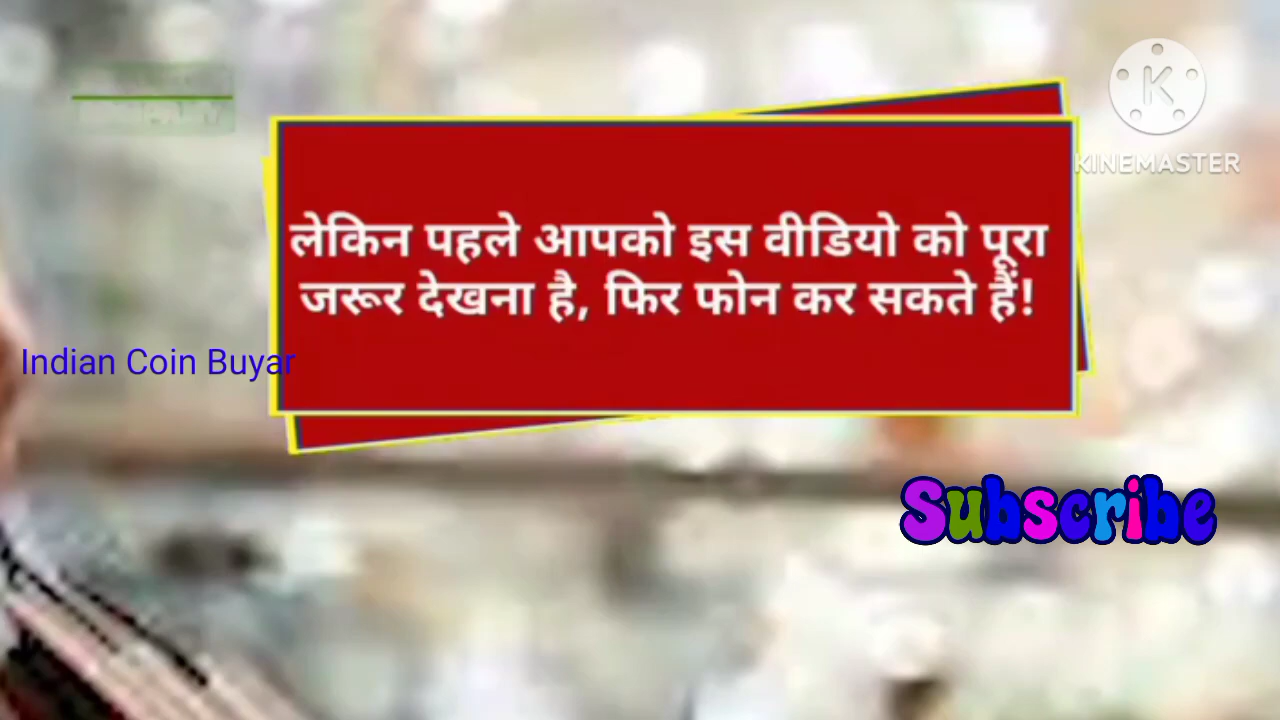 KINEMASTER
लेकिन पहले आपको इस वीडियो को पूरा
जरूर देखना है, फिर फोन कर सकते हैं!
Indian Coin Buyar
Subscribe